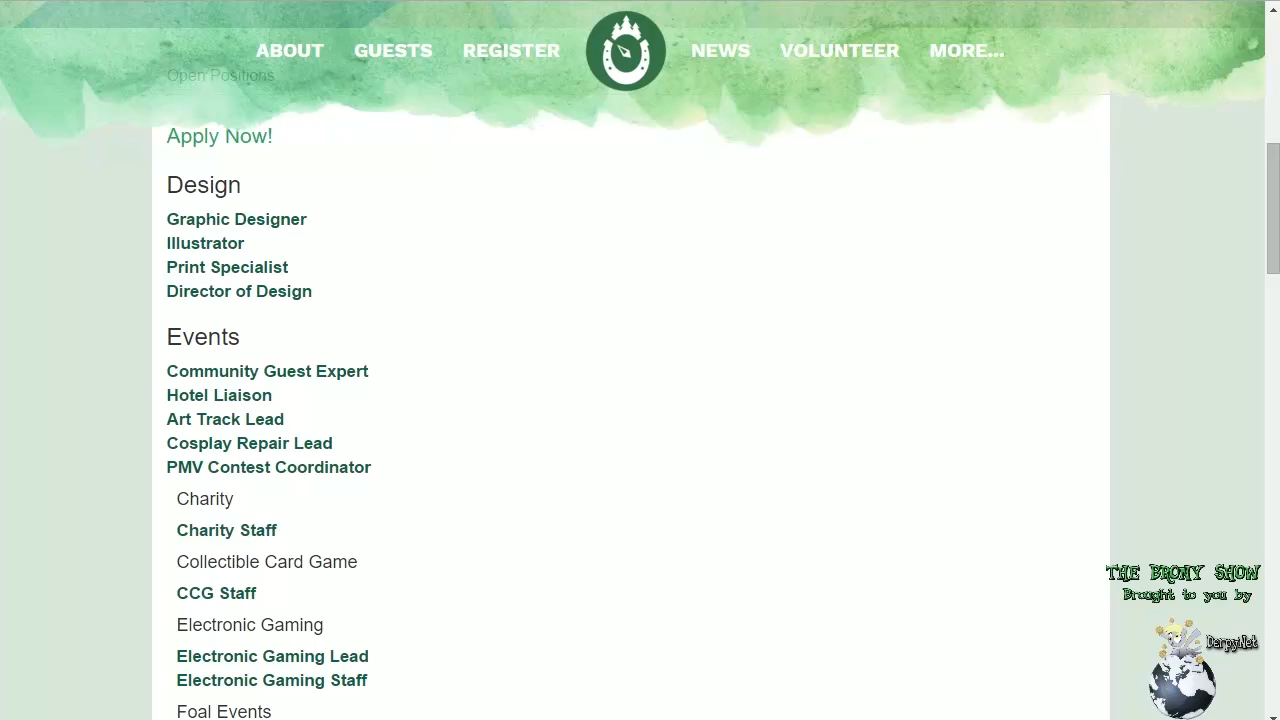 ABOUT GUESTS REGISTER NEWS VOLUNTEER MORE...
Open Positions
Apply Now!
Design
Graphic Designer
Illustrator
Print Specialist
Director of Design
Events
Community Guest Expert
Hotel Liaison
Art Track Lead
Cosplay Repair Lead
PMV Contest Coordinator
Charity
Charity Staff
Collectible Card Game
CCG Staff
Electronic Gaming
Electronic Gaming Lead
Electronic Gaming Staff
Foal Events
THE BRONY SHOW
Brought to you by
DerpyNet